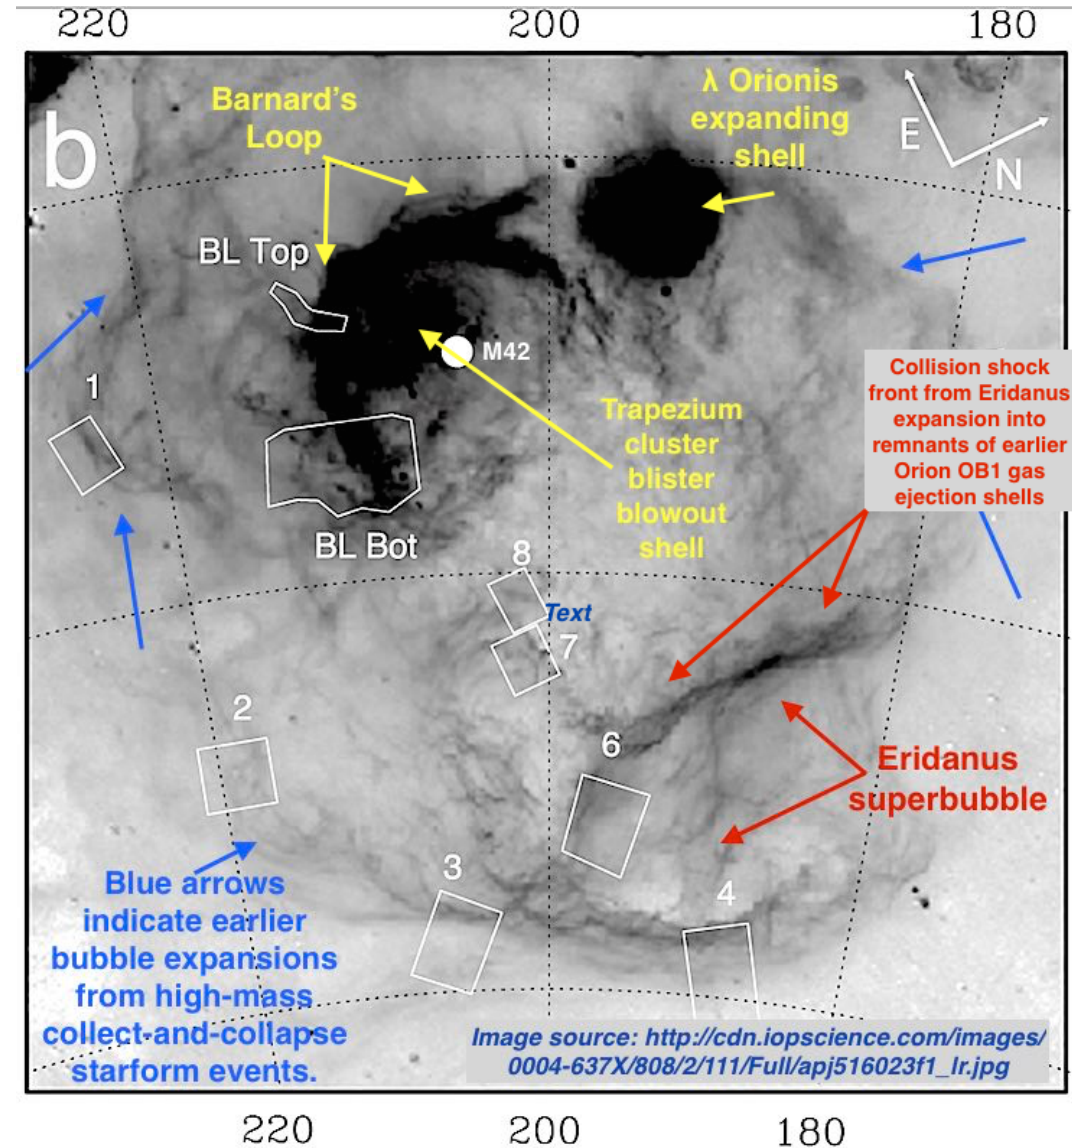 220
200
180
b
Barnard's
Loop
λ Orionis
expanding
shell
E
N
BL Top
M42
1
Collision shock
front from Eridanus
expansion into
remnants of earlier
Orion OB1 gas
ejection shells
Trapezium
cluster
blister
blowout
shell
BL Bot
8
Text
7
2
6
Eridanus
superbubble
3
4
Blue arrows
indicate earlier
bubble expansions
from high-mass
collect-and-collapse
starform events.
Image source: http://cdn.iopscience.com/images/
0004-637X/808/2/111/Full/apj516023f1_lr.jpg
220
200
180